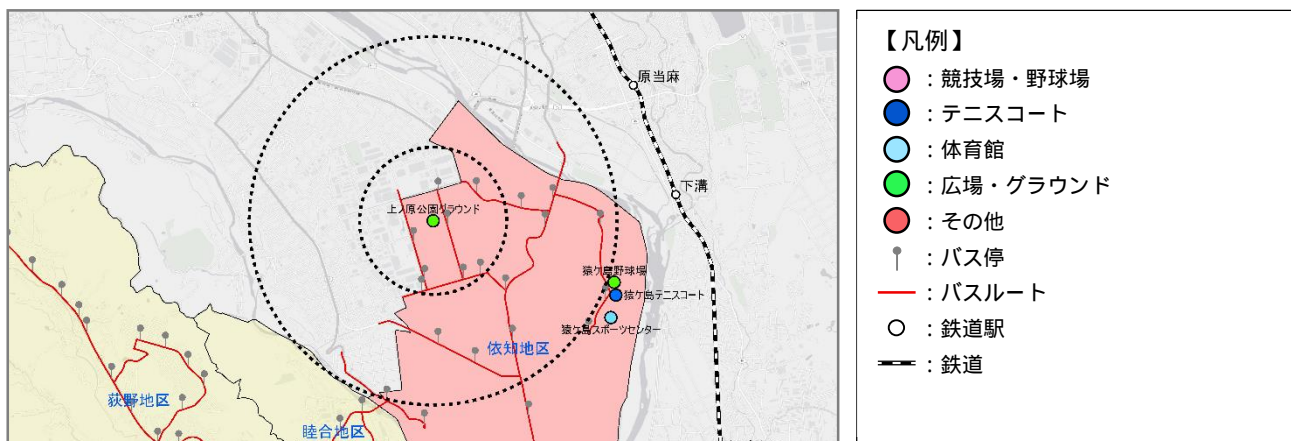 原当麻
下溝
上ノ原公園グラウンド
猿ケ島野球場
猿ケ島テニスコート
猿ケ島スポーツセンター
依知地区
荻野地区
睦合地区
【凡例】
：競技場・野球場
：テニスコート
：体育館
：広場・グラウンド
：その他
：バス停
：バスルート
：鉄道駅
：鉄道